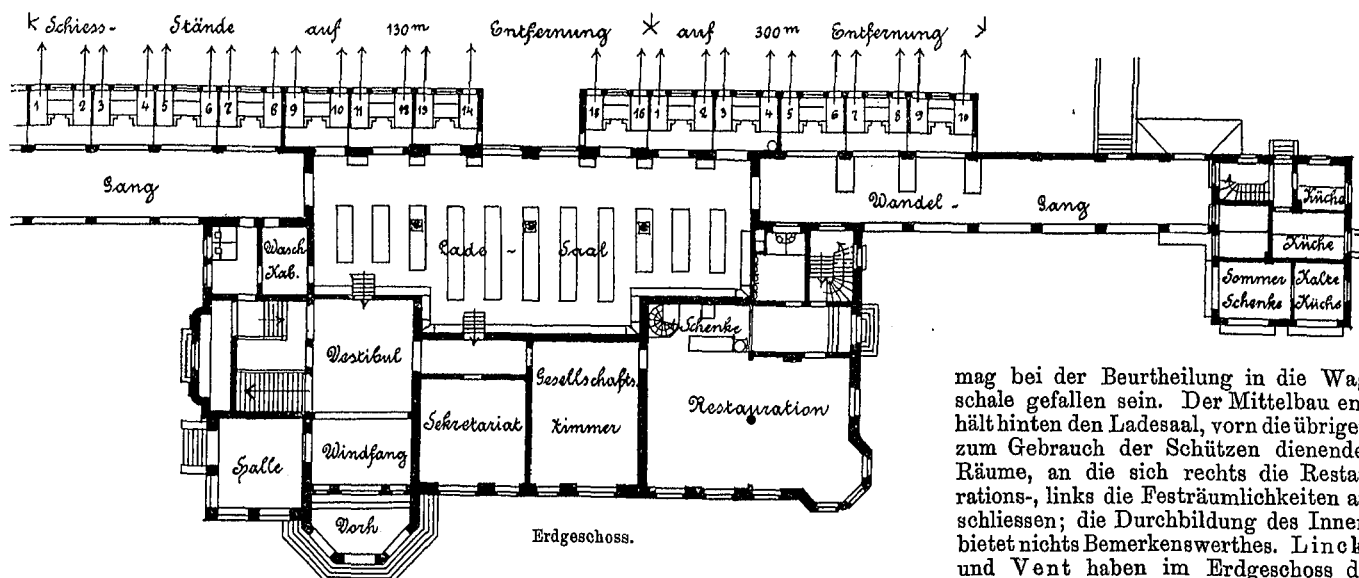 Schiess- Stände auf 130 m Entfernung auf 300 m Entfernung
1 2 3 4 5 6 7 8 9 10 11 12 13 14 15 16 1 2 3 4 5 6 7 8 9 10
Gang
Wandel - Gang
Küche
Küche
Wasch
Kab.
Lade - Saal
Sommer
Schenke
Kalte
Küche
Schenke
Vestibul
Gesellschafts
zimmer
Restauration
Sekretariat
Windfang
Halle
Vorh.
Erdgeschoss.
mag bei der Beurtheilung in die Wag
schale gefallen sein. Der Mittelbau en
hält hinten den Ladesaal, vorn die übrige
zum Gebrauch der Schützen dienende
Räume, an die sich rechts die Resta
rations-, links die Festräumlichkeiten a
schliessen; die Durchbildung des Inner
bietet nichts Bemerkenswerthes. Linck
und Vent haben im Erdgeschoss d